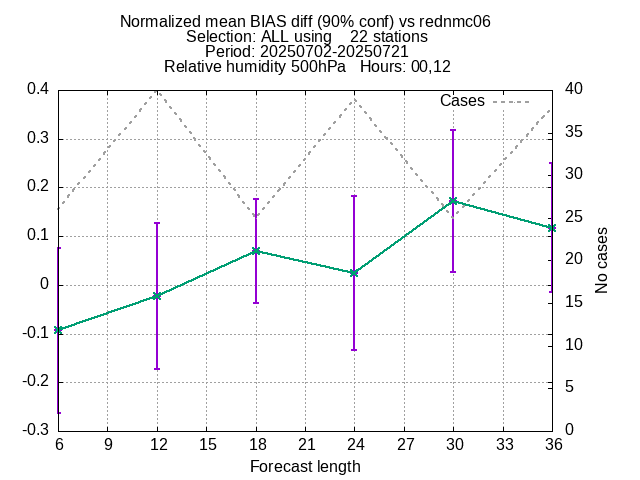 Normalized mean BIAS diff (90% conf) vs rednmc06
Selection: ALL using    22 stations
Period: 20250702-20250721
Relative humidity 500hPa   Hours: 00,12
0.4
0.3
0.2
0.1
0
-0.1
-0.2
-0.3
Cases
40
35
30
25
20
15
10
5
0
No cases
6 9 12 15 18 21 24 27 30 33 36
Forecast length